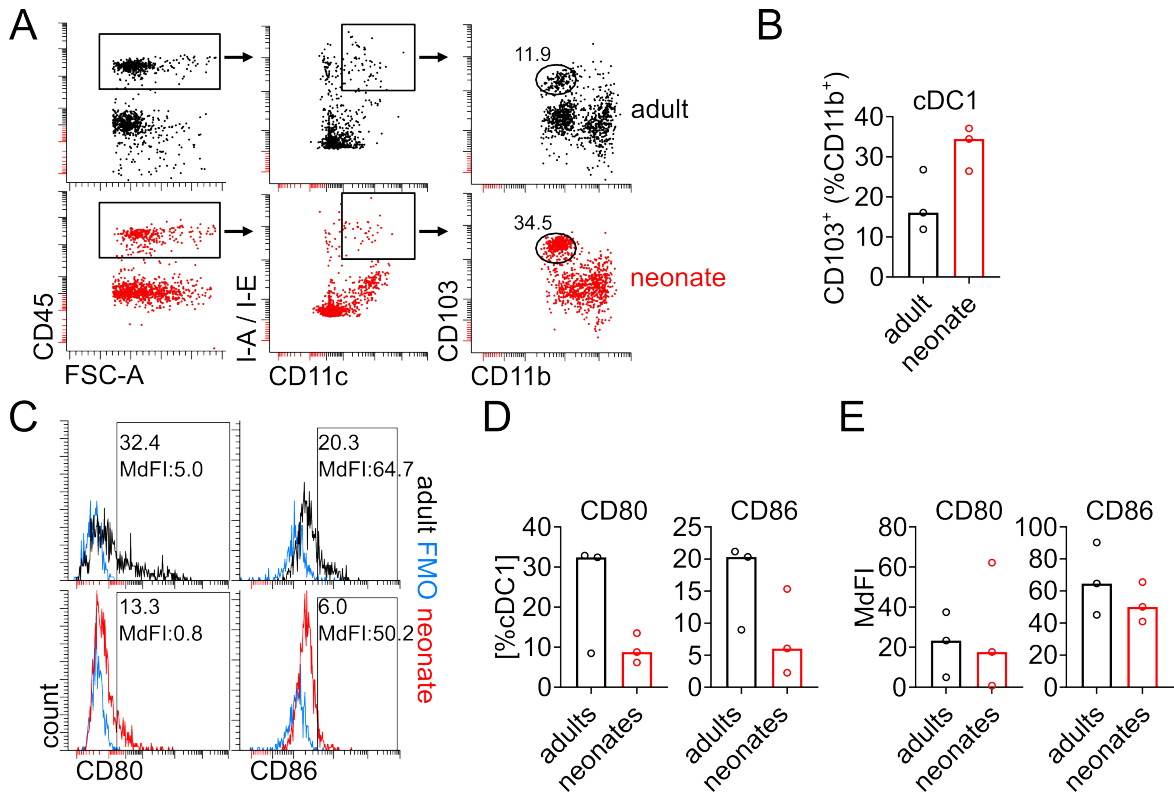 A
CD45
FSC-A
I-A / I-E
CD11c
CD103
CD11b
11.9
adult
34.5
neonate
B
cDC1
CD103⁺ (%CD11b⁺)
40
30
20
10
0
adult
neonate
C
32.4
MdFI:5.0
20.3
MdFI:64.7
13.3
MdFI:0.8
6.0
MdFI:50.2
count
CD80
CD86
adult FMO neonate
D
[%cDC1]
CD80
40
30
20
10
0
adults
neonates
CD86
25
20
15
10
5
0
adults
neonates
E
MdFI
CD80
80
60
40
20
0
adults
neonates
CD86
100
80
60
40
20
0
adults
neonates